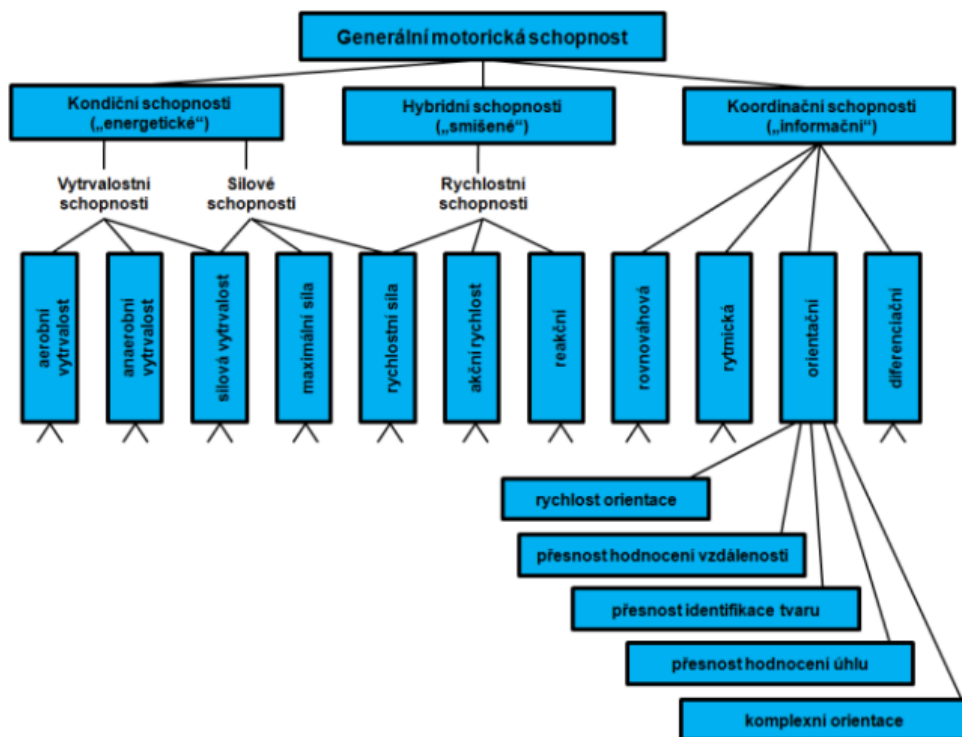 Generální motorická schopnost
Kondiční schopnosti
(„energetické“)
Hybridní schopnosti
(„smíšené“)
Koordinační schopnosti
(„informační“)
Vytrvalostní
schopnosti
Silové
schopnosti
Rychlostní
schopnosti
aerobní
vytrvalost
anaerobní
vytrvalost
silová vytrvalost
maximální síla
rychlostní síla
akční rychlost
reakční
rovnováhová
rytmická
orientační
diferenciační
rychlost orientace
přesnost hodnocení vzdálenosti
přesnost identifikace tvaru
přesnost hodnocení úhlu
komplexní orientace